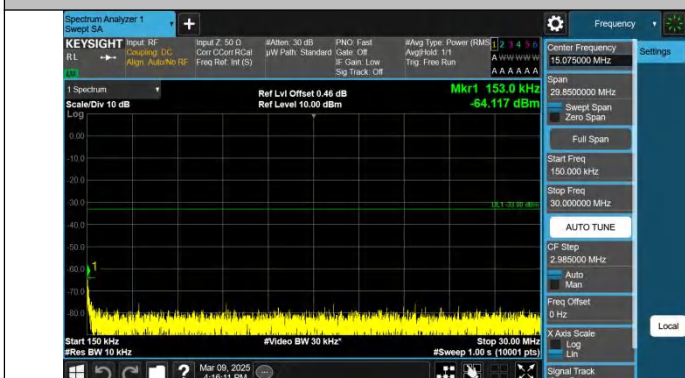 Spectrum Analyzer 1
Swept SA
Frequency
KEYSIGHT
RL
Input: RF
Coupling: DC
Align: Auto/No RF
Input Z: 50 Ω
Corr CCorr RCal
Freq Ref: Int (S)
#Atten: 30 dB
µW Path: Standard
PNO: Fast
Gate: Off
IF Gain: Low
Sig Track: Off
#Avg Type: Power (RMS
Avg|Hold: 1/1
Trig: Free Run
1 2 3 4 5 6
A W W W W W
A A A A A A
1 Spectrum
Scale/Div 10 dB
Log
Ref Lvl Offset 0.46 dB
Ref Level 10.00 dBm
Mkr1 153.0 kHz
-64.117 dBm
0.00
-10.0
-20.0
-30.0
-40.0
-50.0
-60.0
-70.0
-80.0
1
Start 150 kHz
#Res BW 10 kHz
#Video BW 30 kHz*
Stop 30.00 MHz
#Sweep 1.00 s (10001 pts)
Mar 09, 2025
4:16:11 PM
Center Frequency
15.075000 MHz
Settings
Span
29.8500000 MHz
Swept Span
Zero Span
Full Span
Start Freq
150.000 kHz
Stop Freq
30.000000 MHz
AUTO TUNE
CF Step
2.985000 MHz
Auto
Man
Freq Offset
0 Hz
X Axis Scale
Log
Lin
Signal Track
Local